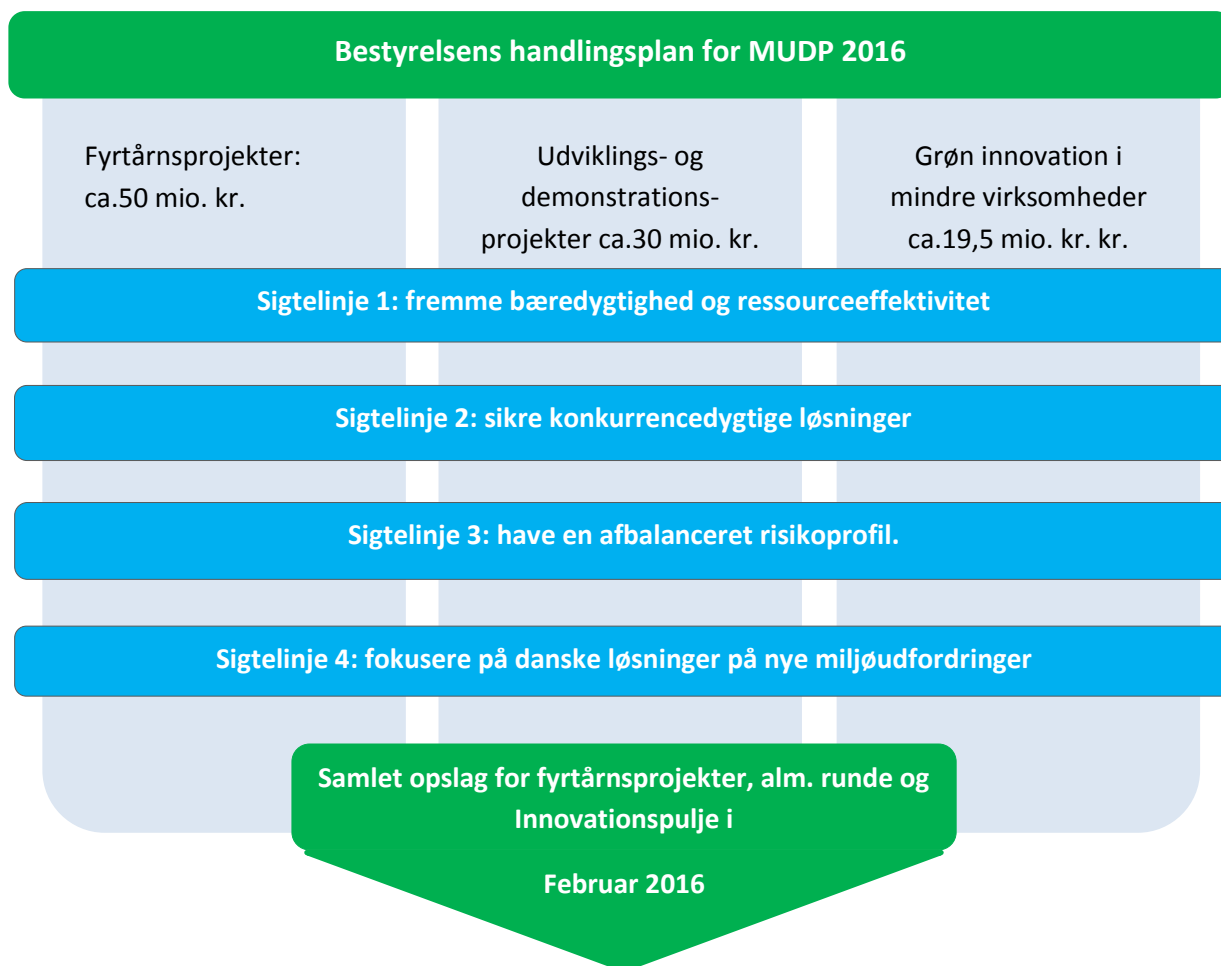 Bestyrelsens handlingsplan for MUDP 2016
Fyrtårnsprojekter:
ca.50 mio. kr.
Udviklings- og
demonstrations-
projekter ca.30 mio. kr.
Grøn innovation i
mindre virksomheder
ca.19,5 mio. kr. kr.
Sigtelinje 1: fremme bæredygtighed og ressourceeffektivitet
Sigtelinje 2: sikre konkurrencedygtige løsninger
Sigtelinje 3: have en afbalanceret risikoprofil.
Sigtelinje 4: fokusere på danske løsninger på nye miljøudfordringer
Samlet opslag for fyrtårnsprojekter, alm. runde og
Innovationspulje i
Februar 2016